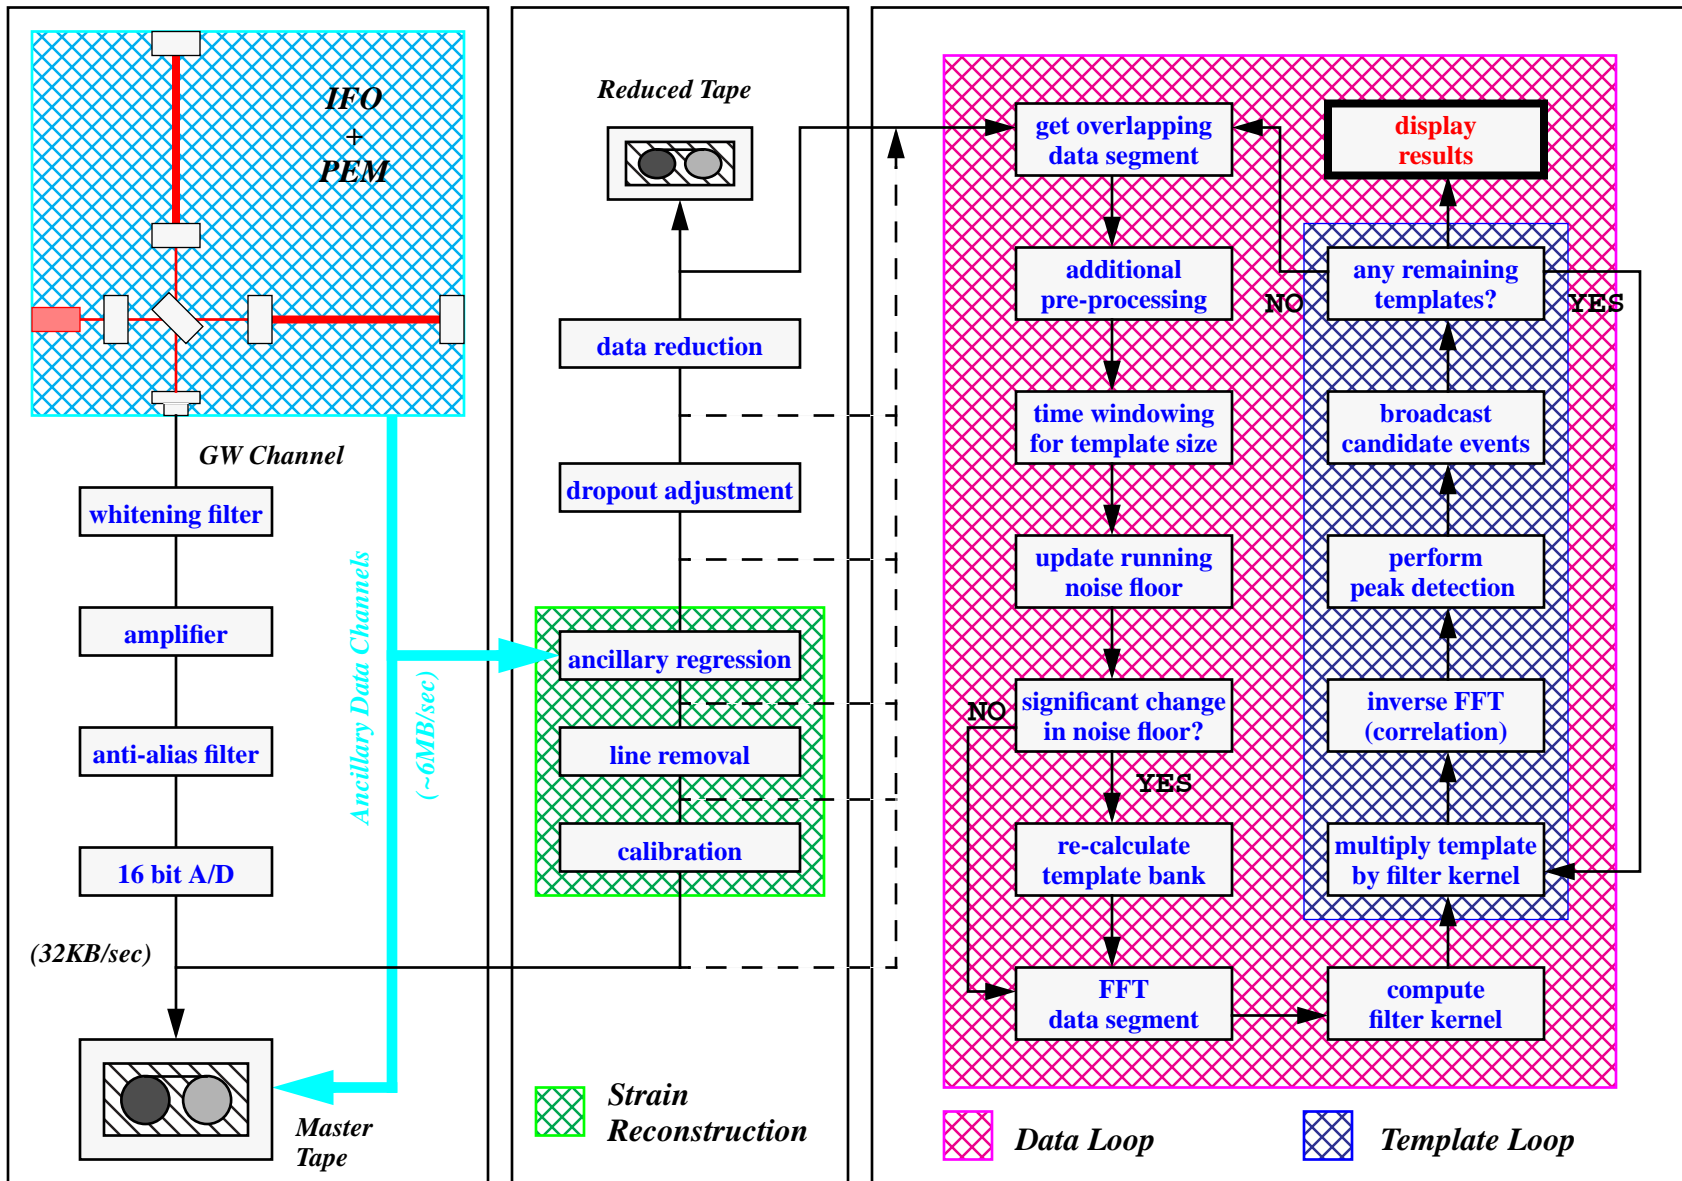 IFO
+
PEM
GW Channel
whitening filter
amplifier
anti-alias filter
16 bit A/D
(32KB/sec)
Master
Tape
Ancillary Data Channels
(~6MB/sec)
Reduced Tape
data reduction
dropout adjustment
ancillary regression
line removal
calibration
Strain
Reconstruction
get overlapping
data segment
additional
pre-processing
time windowing
for template size
update running
noise floor
significant change
in noise floor?
NO
YES
re-calculate
template bank
FFT
data segment
display
results
any remaining
templates?
NO
YES
broadcast
candidate events
perform
peak detection
inverse FFT
(correlation)
multiply template
by filter kernel
compute
filter kernel
Data Loop
Template Loop